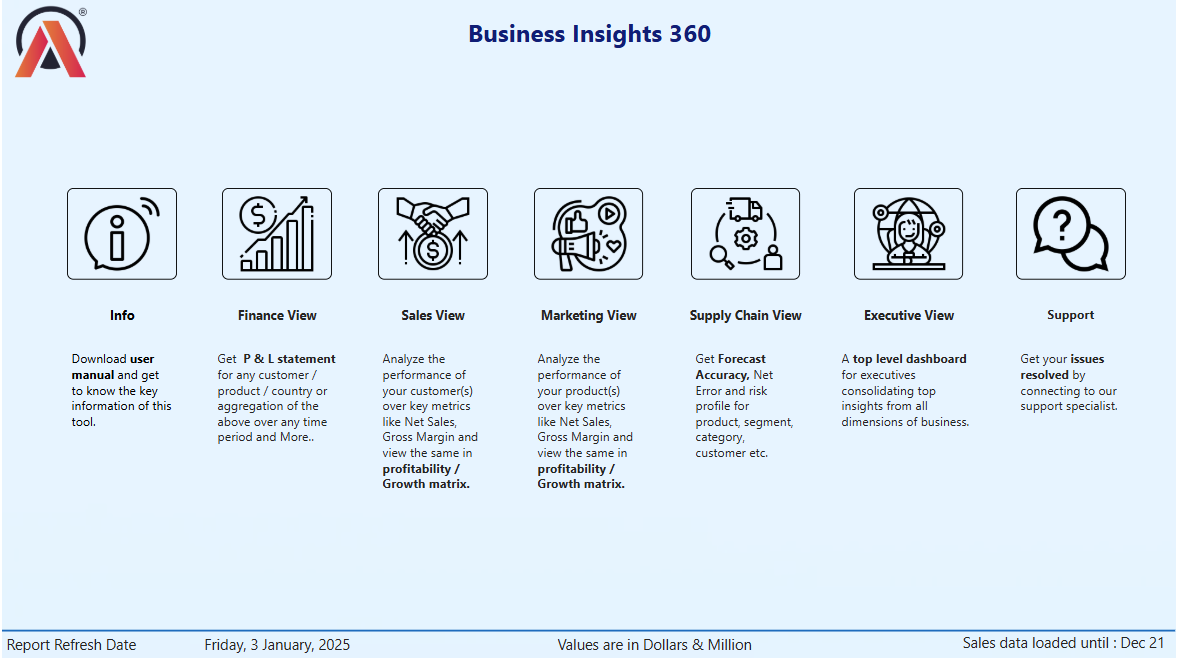 ®
Business Insights 360
Info
Download user
manual and get
to know the key
information of this
tool.
Finance View
Get P & L statement
for any customer /
product / country or
aggregation of the
above over any time
period and More..
Sales View
Analyze the
performance of
your customer(s)
over key metrics
like Net Sales,
Gross Margin and
view the same in
profitability /
Growth matrix.
Marketing View
Analyze the
performance of
your product(s)
over key metrics
like Net Sales,
Gross Margin and
view the same in
profitability /
Growth matrix.
Supply Chain View
Get Forecast
Accuracy, Net
Error and risk
profile for
product, segment,
category,
customer etc.
Executive View
A top level dashboard
for executives
consolidating top
insights from all
dimensions of business.
Support
Get your issues
resolved by
connecting to our
support specialist.
Report Refresh Date
Friday, 3 January, 2025
Values are in Dollars & Million
Sales data loaded until : Dec 21